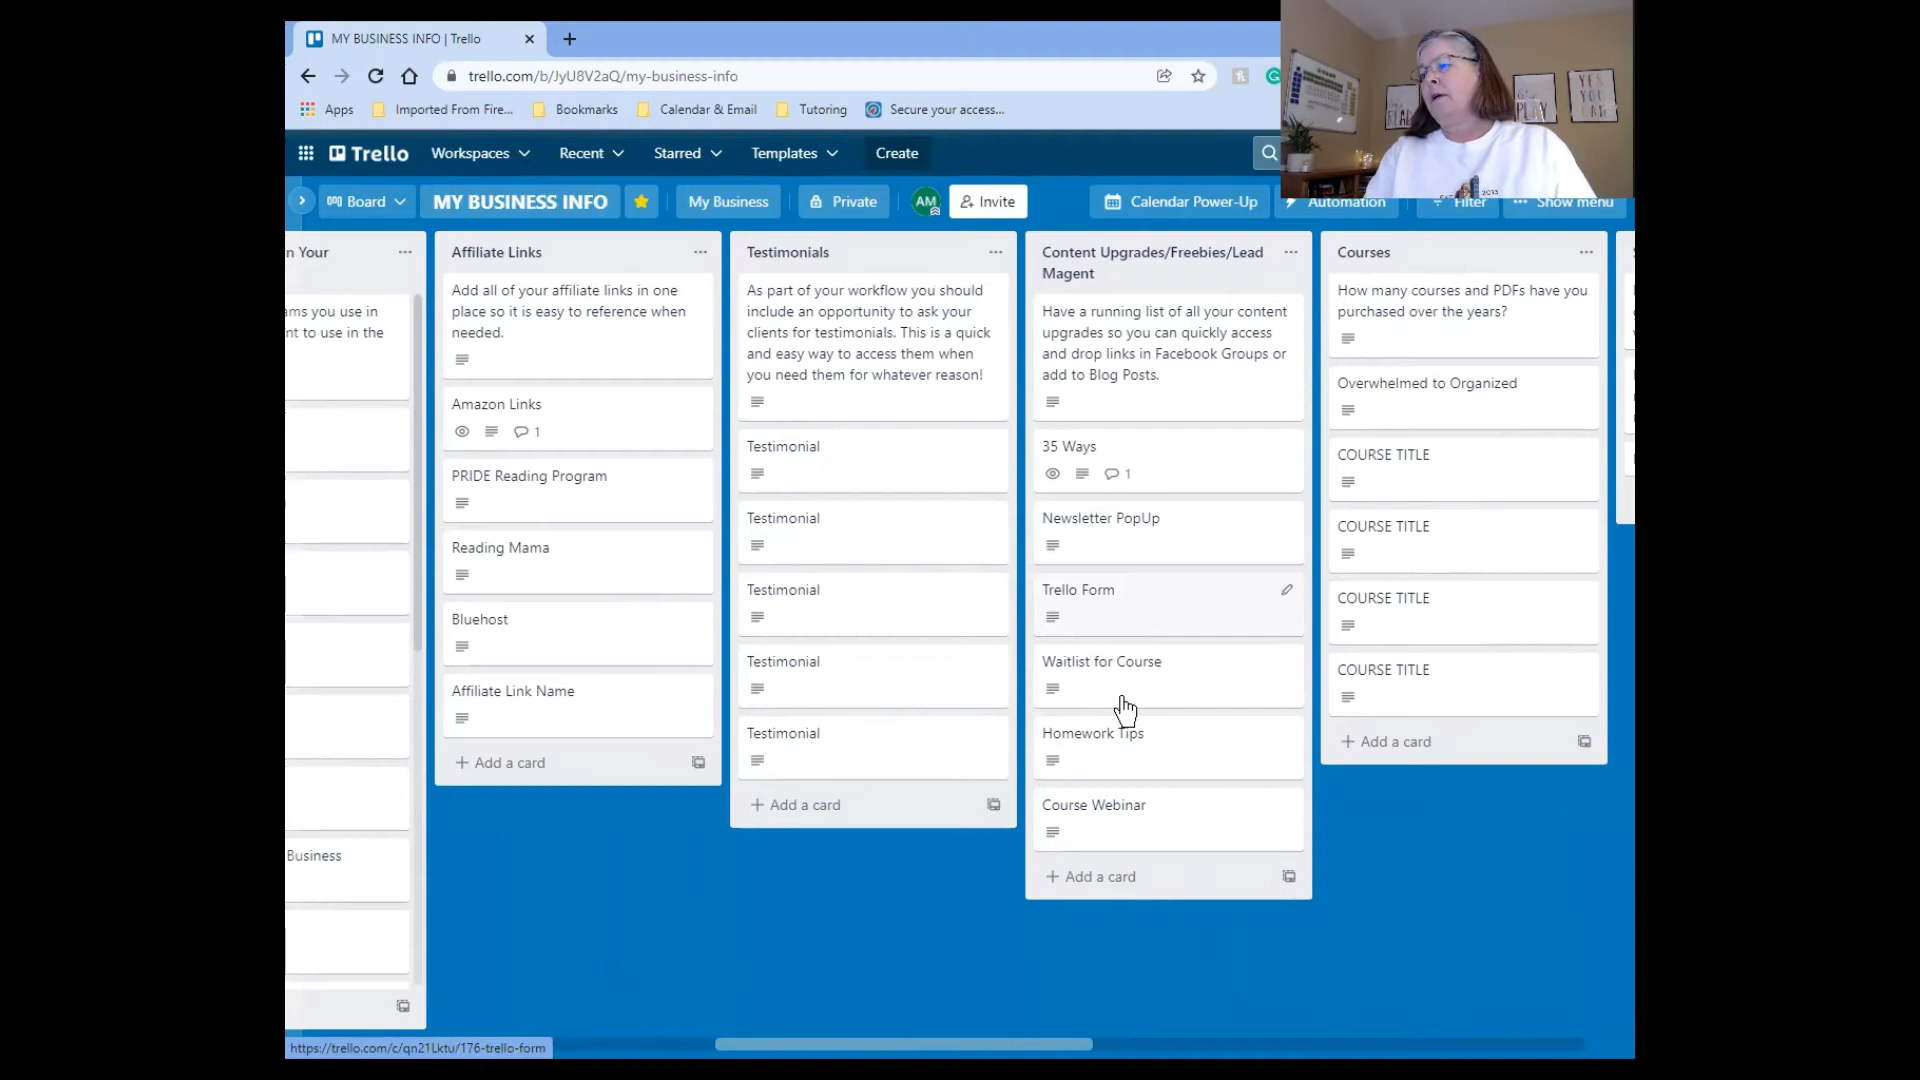 MY BUSINESS INFO | Trello
trello.com/b/JyU8V2aQ/my-business-info
Apps
Imported From Fire...
Bookmarks
Calendar & Email
Tutoring
Secure your access...
Trello
Workspaces
Recent
Starred
Templates
Create
Board
MY BUSINESS INFO
My Business
Private
AM
Invite
Calendar Power-Up
Automation
Filter
Show menu
n Your
ams you use in
nt to use in the
Business
Affiliate Links
Add all of your affiliate links in one
place so it is easy to reference when
needed.
Amazon Links
1
PRIDE Reading Program
Reading Mama
Bluehost
Affiliate Link Name
+ Add a card
Testimonials
As part of your workflow you should
include an opportunity to ask your
clients for testimonials. This is a quick
and easy way to access them when
you need them for whatever reason!
Testimonial
Testimonial
Testimonial
Testimonial
Testimonial
+ Add a card
Content Upgrades/Freebies/Lead
Magent
Have a running list of all your content
upgrades so you can quickly access
and drop links in Facebook Groups or
add to Blog Posts.
35 Ways
1
Newsletter PopUp
Trello Form
Waitlist for Course
Homework Tips
Course Webinar
+ Add a card
Courses
How many courses and PDFs have you
purchased over the years?
Overwhelmed to Organized
COURSE TITLE
COURSE TITLE
COURSE TITLE
COURSE TITLE
+ Add a card
https://trello.com/c/qn21Lktu/176-trello-form
READ
PLAY
YES
YOU
CAN
2013